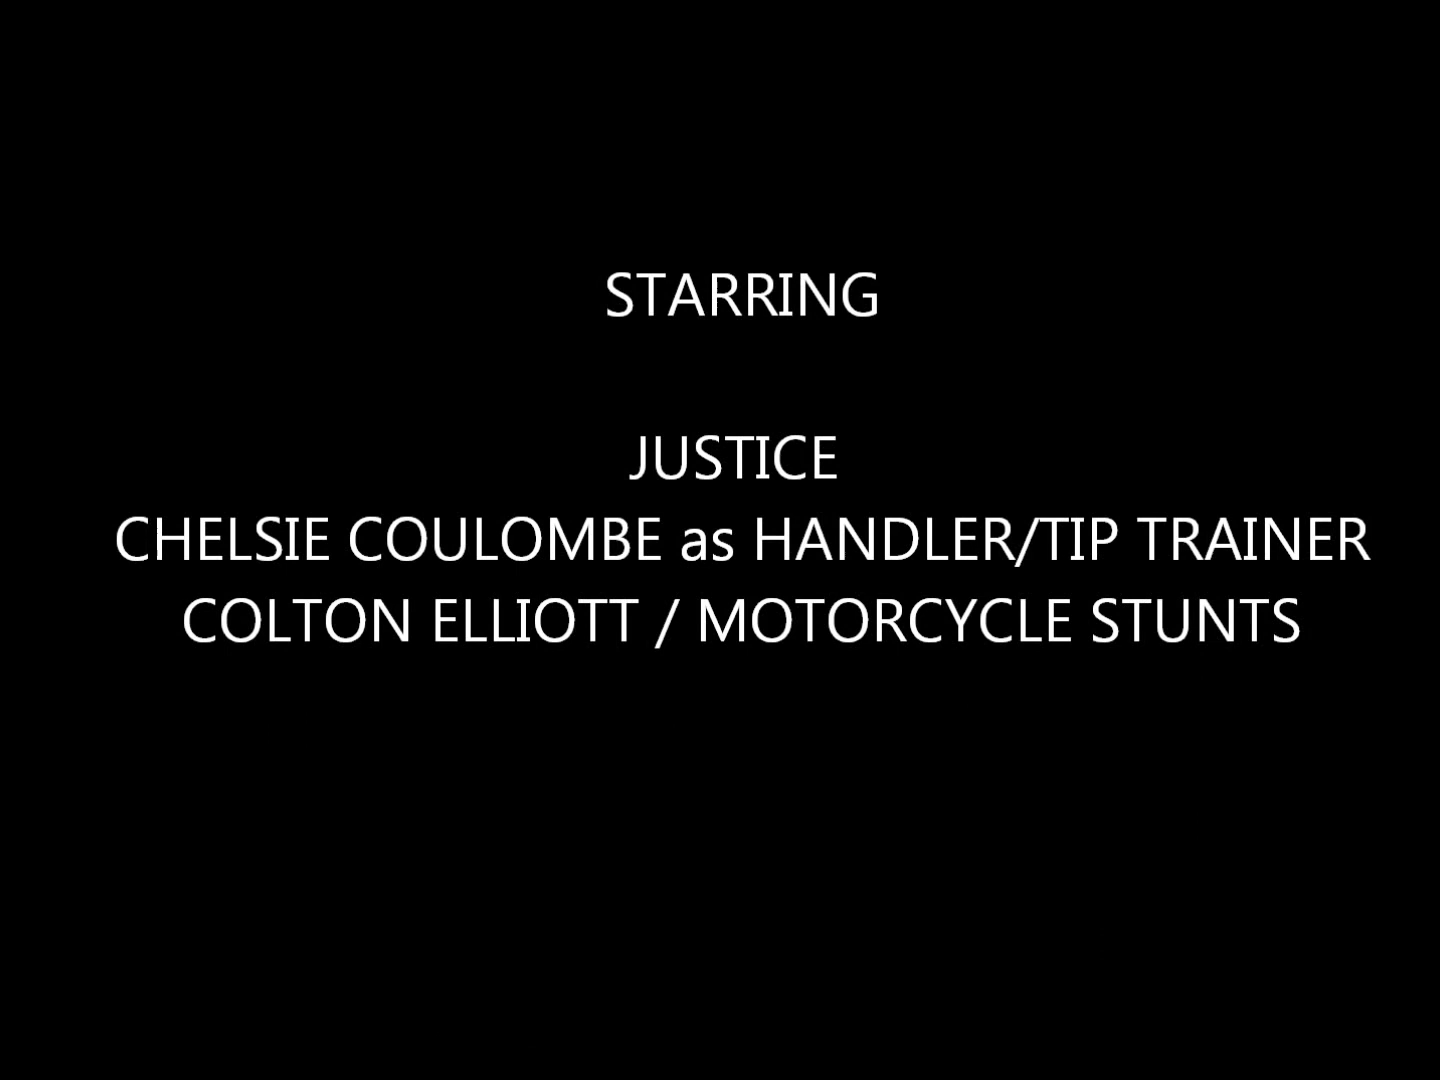 STARRING
JUSTICE
CHELSIE COULOMBE as HANDLER/TIP TRAINER
COLTON ELLIOTT / MOTORCYCLE STUNTS